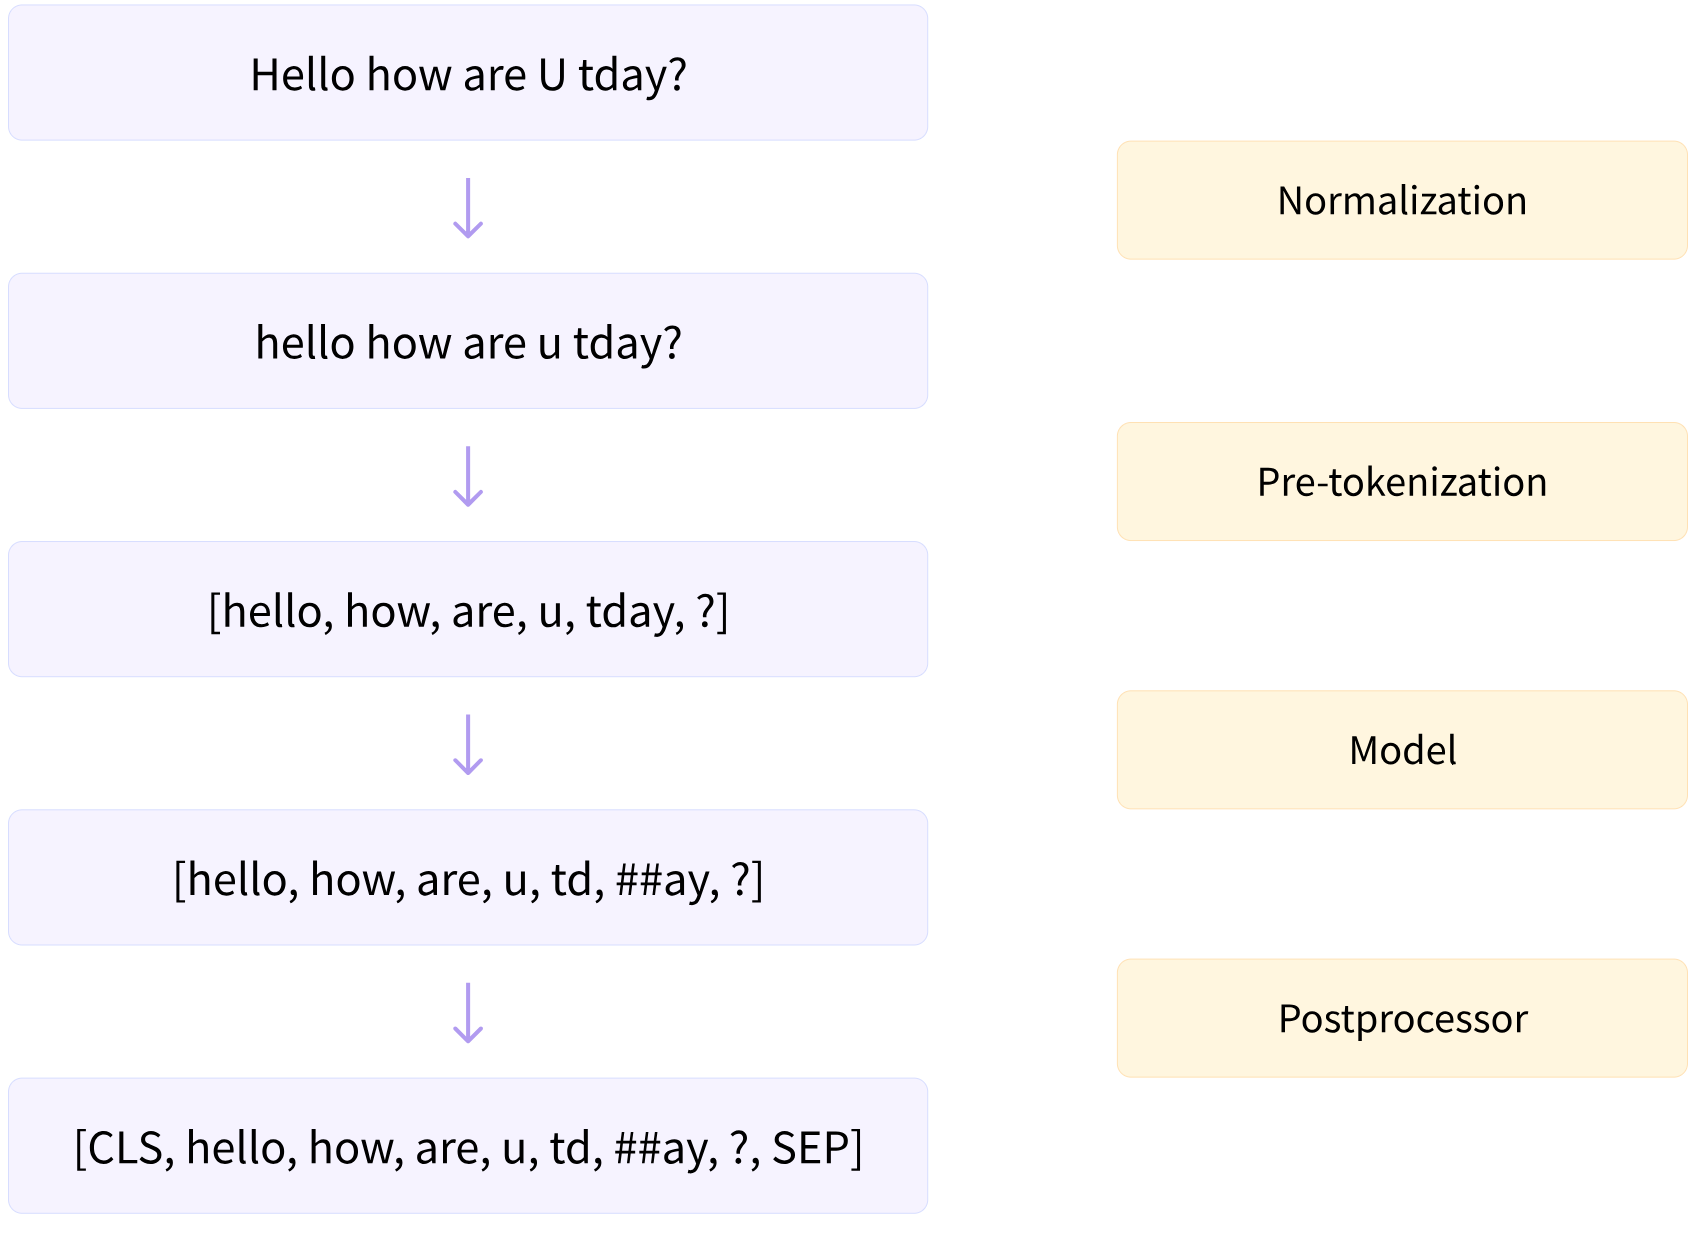 Hello how are U tday?
Normalization
hello how are u tday?
Pre-tokenization
[hello, how, are, u, tday, ?]
Model
[hello, how, are, u, td, ##ay, ?]
Postprocessor
[CLS, hello, how, are, u, td, ##ay, ?, SEP]